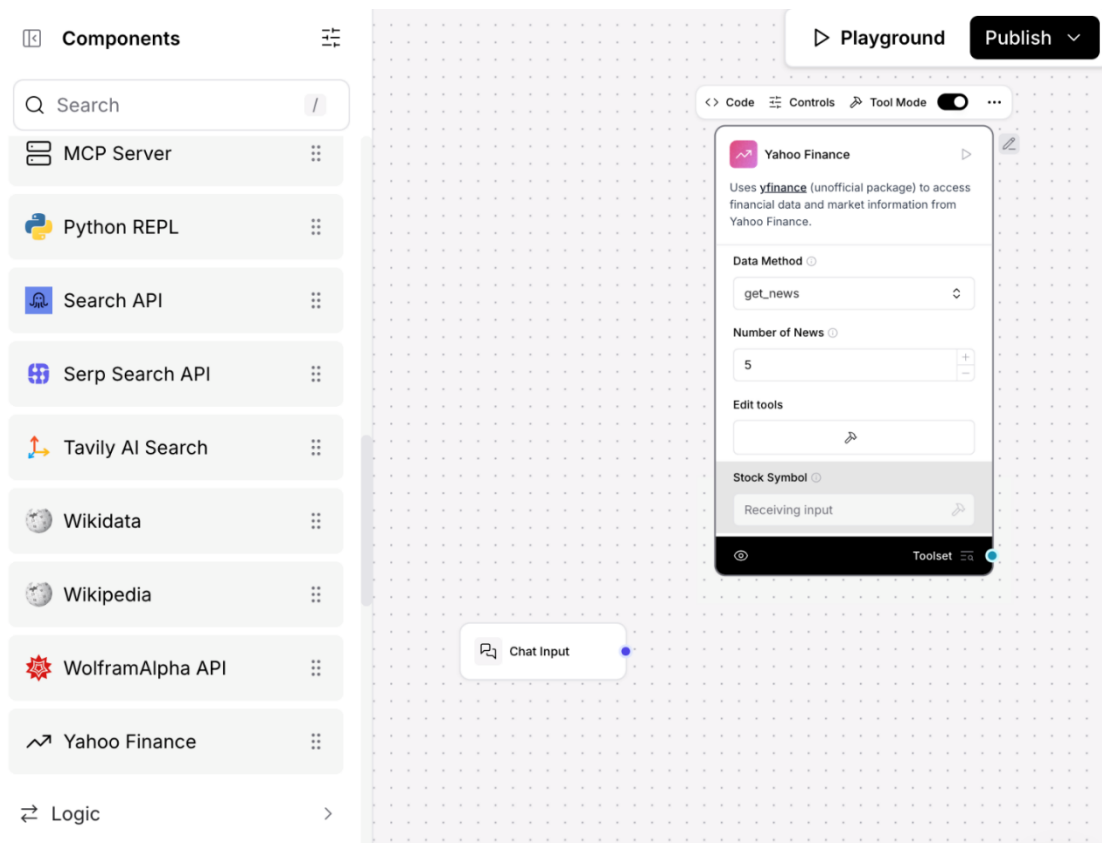 Components
Search /
MCP Server
Python REPL
Search API
Serp Search API
Tavily AI Search
Wikidata
Wikipedia
WolframAlpha API
Yahoo Finance
Logic
Playground
Publish
Code Controls Tool Mode
Yahoo Finance
Uses yfinance (unofficial package) to access
financial data and market information from
Yahoo Finance.
Data Method
get_news
Number of News
5
Edit tools
Stock Symbol
Receiving input
Toolset
Chat Input